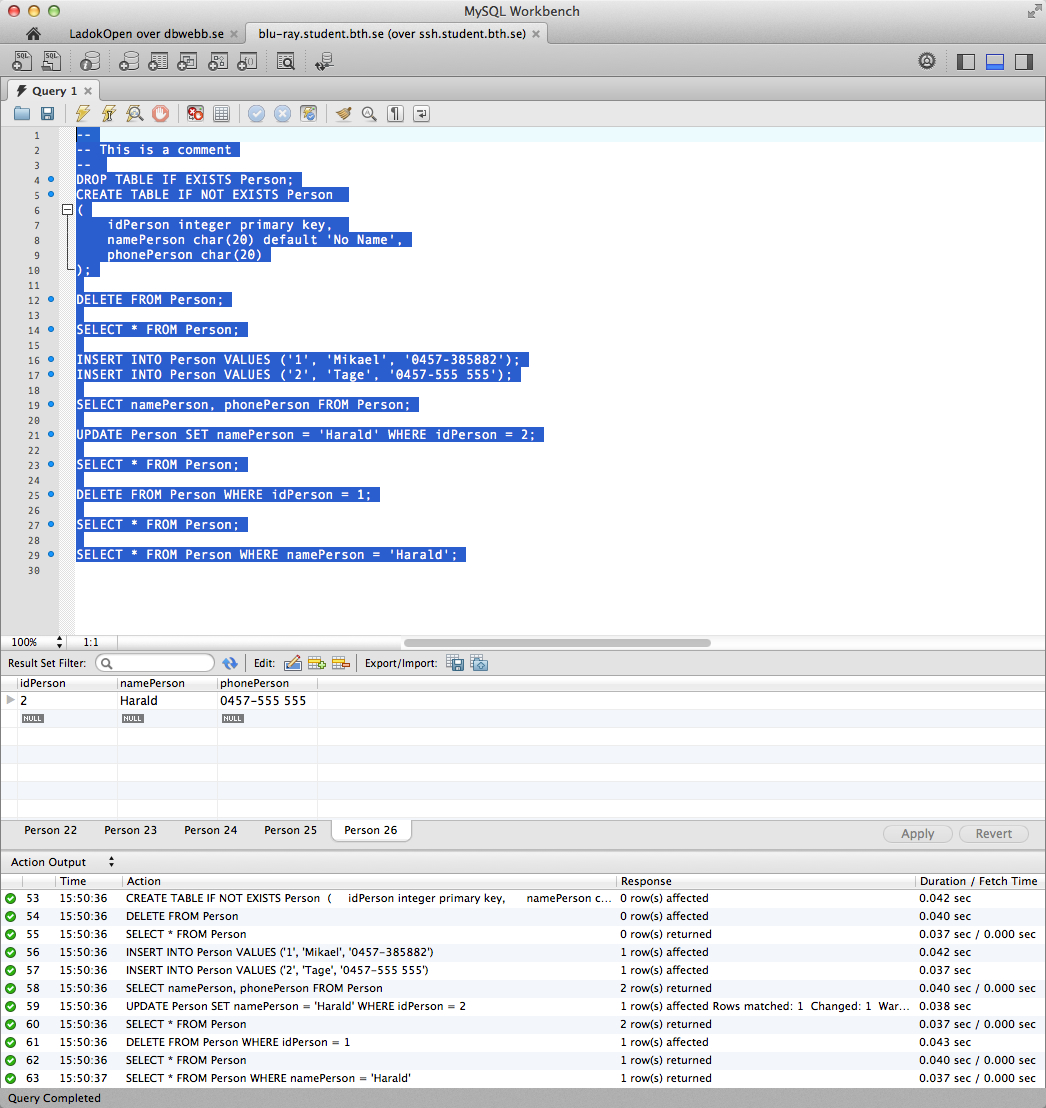 MySQL Workbench
LadokOpen over dbwebb.se
blu-ray.student.bth.se (over ssh.student.bth.se)
Query 1
1 --
2 -- This is a comment
3 --
4 DROP TABLE IF EXISTS Person;
5 CREATE TABLE IF NOT EXISTS Person
6 (
7 idPerson integer primary key,
8 namePerson char(20) default 'No Name',
9 phonePerson char(20)
10 );
11
12 DELETE FROM Person;
13
14 SELECT * FROM Person;
15
16 INSERT INTO Person VALUES ('1', 'Mikael', '0457-385882');
17 INSERT INTO Person VALUES ('2', 'Tage', '0457-555 555');
18
19 SELECT namePerson, phonePerson FROM Person;
20
21 UPDATE Person SET namePerson = 'Harald' WHERE idPerson = 2;
22
23 SELECT * FROM Person;
24
25 DELETE FROM Person WHERE idPerson = 1;
26
27 SELECT * FROM Person;
28
29 SELECT * FROM Person WHERE namePerson = 'Harald';
30
100% 1:1
Result Set Filter: Edit: Export/Import:
idPerson namePerson phonePerson
2 Harald 0457-555 555
NULL NULL NULL
Person 22 Person 23 Person 24 Person 25 Person 26 Apply Revert
Action Output
Time Action Response Duration / Fetch Time
53 15:50:36 CREATE TABLE IF NOT EXISTS Person ( idPerson integer primary key, namePerson c... 0 row(s) affected 0.042 sec
54 15:50:36 DELETE FROM Person 0 row(s) affected 0.040 sec
55 15:50:36 SELECT * FROM Person 0 row(s) returned 0.037 sec / 0.000 sec
56 15:50:36 INSERT INTO Person VALUES ('1', 'Mikael', '0457-385882') 1 row(s) affected 0.042 sec
57 15:50:36 INSERT INTO Person VALUES ('2', 'Tage', '0457-555 555') 1 row(s) affected 0.037 sec
58 15:50:36 SELECT namePerson, phonePerson FROM Person 2 row(s) returned 0.040 sec / 0.000 sec
59 15:50:36 UPDATE Person SET namePerson = 'Harald' WHERE idPerson = 2 1 row(s) affected Rows matched: 1 Changed: 1 War... 0.038 sec
60 15:50:36 SELECT * FROM Person 2 row(s) returned 0.037 sec / 0.000 sec
61 15:50:36 DELETE FROM Person WHERE idPerson = 1 1 row(s) affected 0.043 sec
62 15:50:36 SELECT * FROM Person 1 row(s) returned 0.040 sec / 0.000 sec
63 15:50:37 SELECT * FROM Person WHERE namePerson = 'Harald' 1 row(s) returned 0.037 sec / 0.000 sec
Query Completed